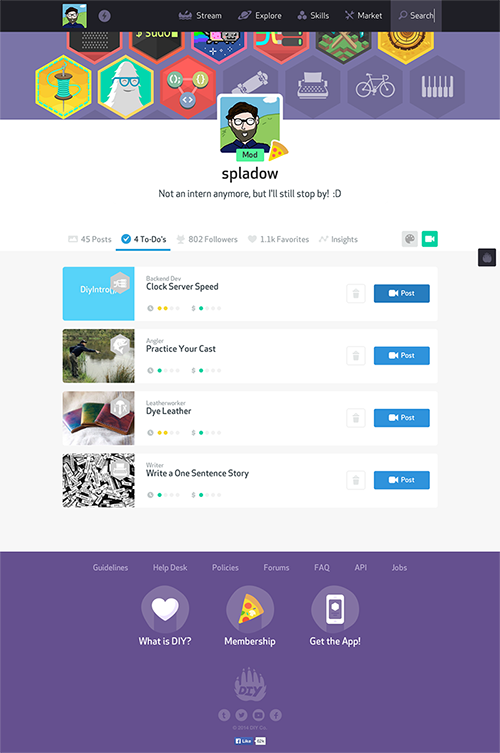 Stream Explore Skills Market Search
Mod
spladow
Not an intern anymore, but I'll still stop by! :D
45 Posts 4 To-Do's 802 Followers 1.1k Favorites Insights
DiyIntro()
Backend Dev
Clock Server Speed
$
Post
Angler
Practice Your Cast
$
Post
Leatherworker
Dye Leather
$
Post
Writer
Write a One Sentence Story
$
Post
Guidelines Help Desk Policies Forums FAQ API Jobs
What is DIY? Membership Get the App!
DIY
© 2014 DIY Co.
Like